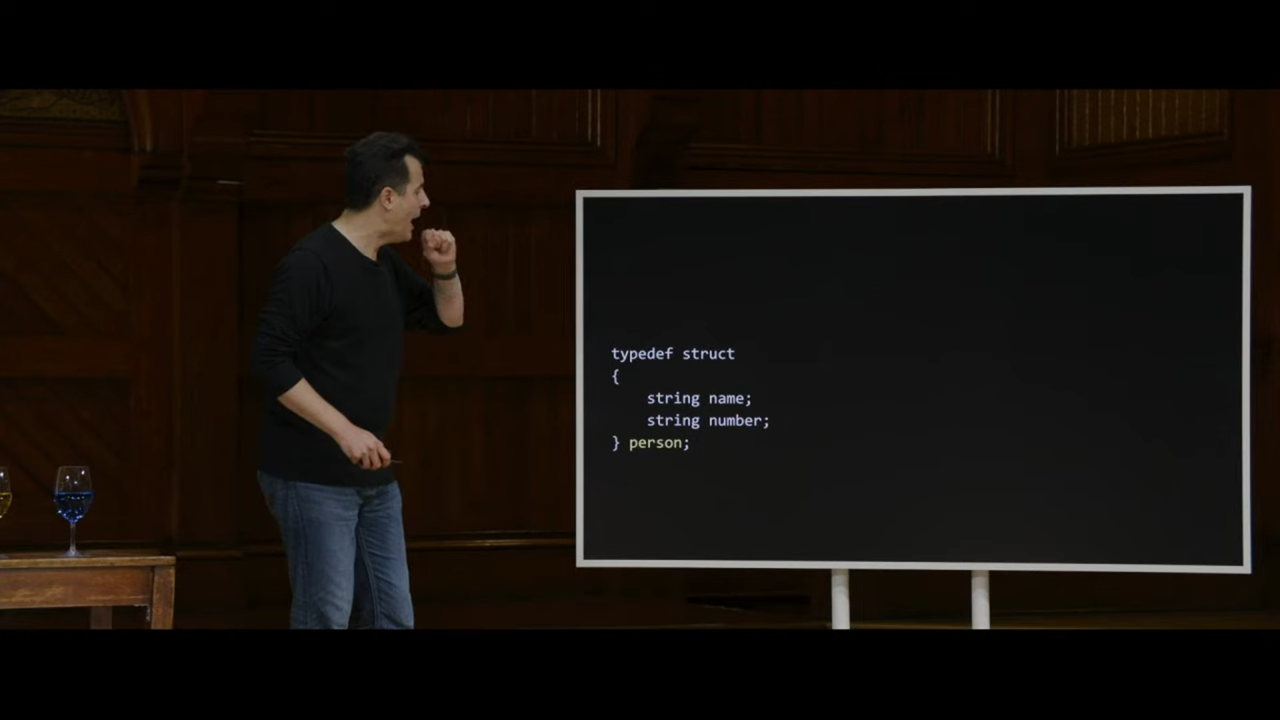 typedef struct
{
    string name;
    string number;
} person;